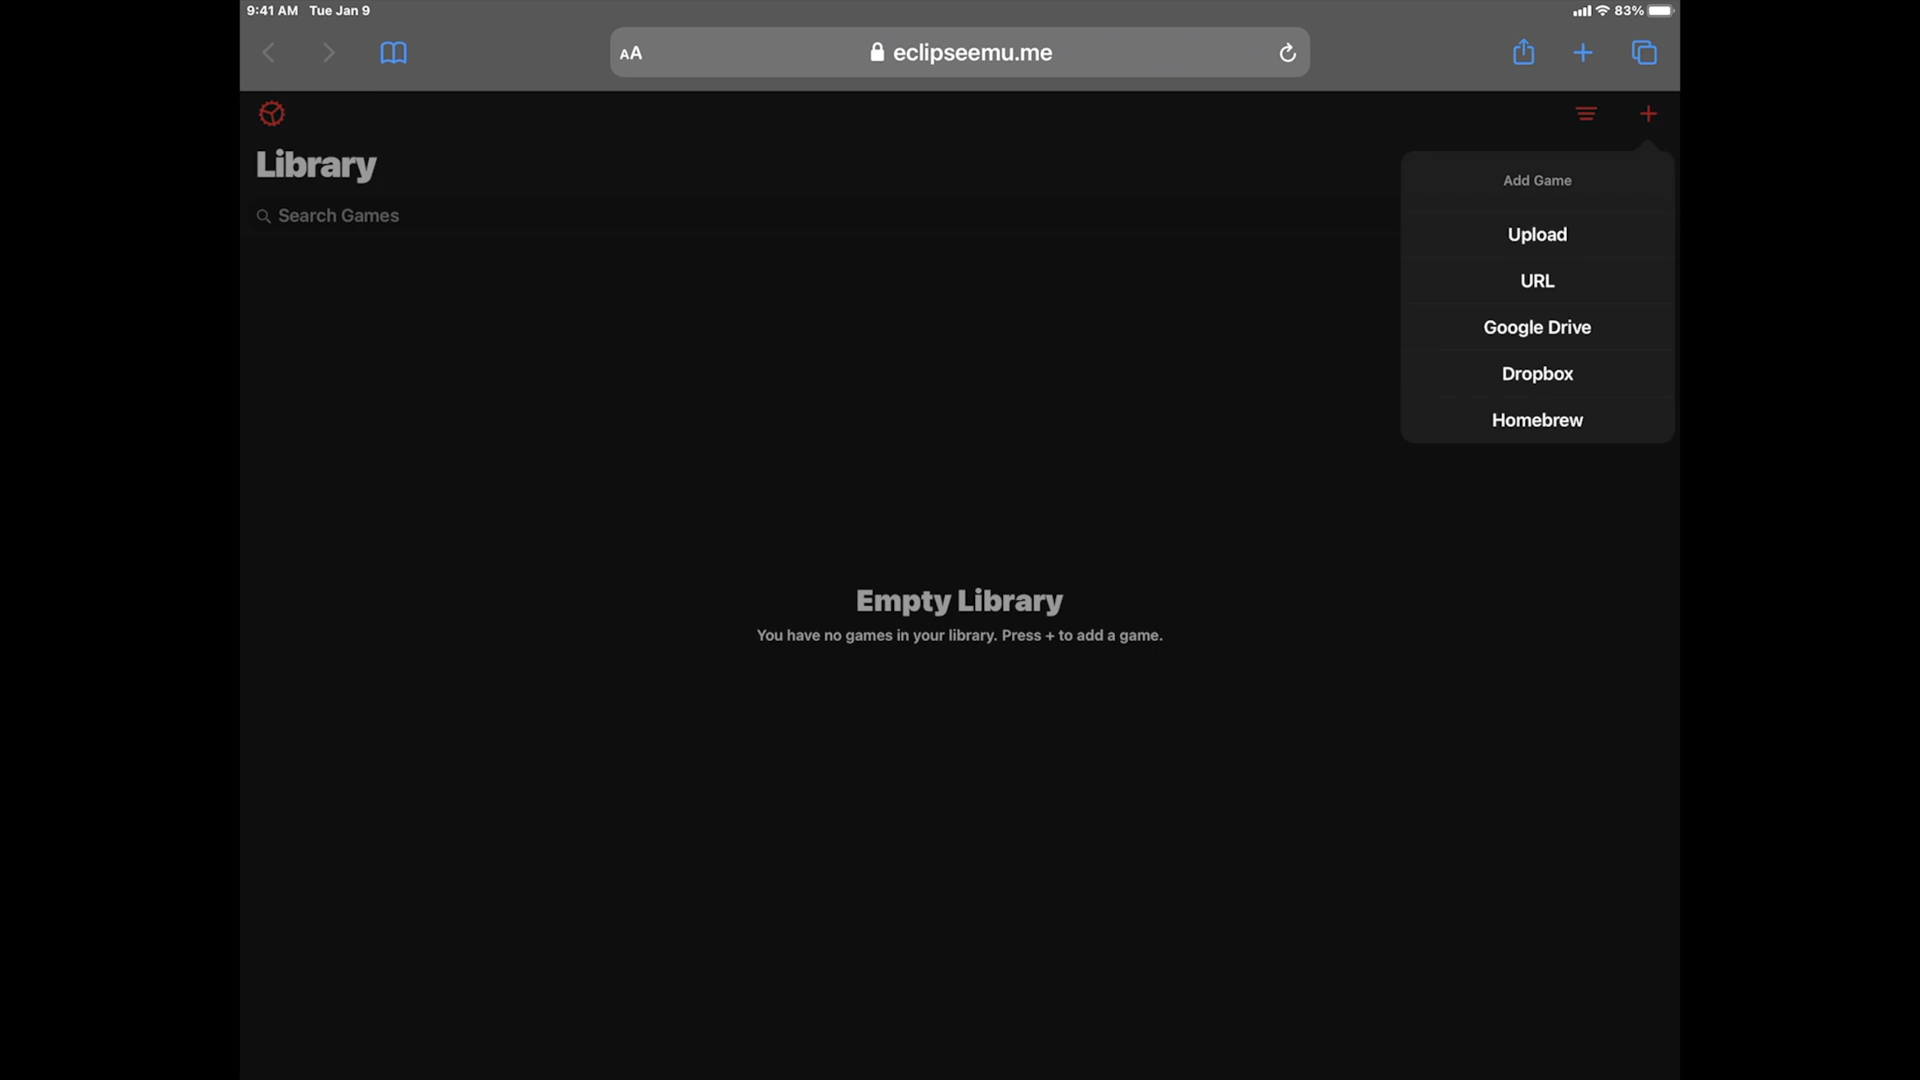 9:41 AM Tue Jan 9
83%
AA
eclipseemu.me
Library
Search Games
Add Game
Upload
URL
Google Drive
Dropbox
Homebrew
Empty Library
You have no games in your library. Press + to add a game.